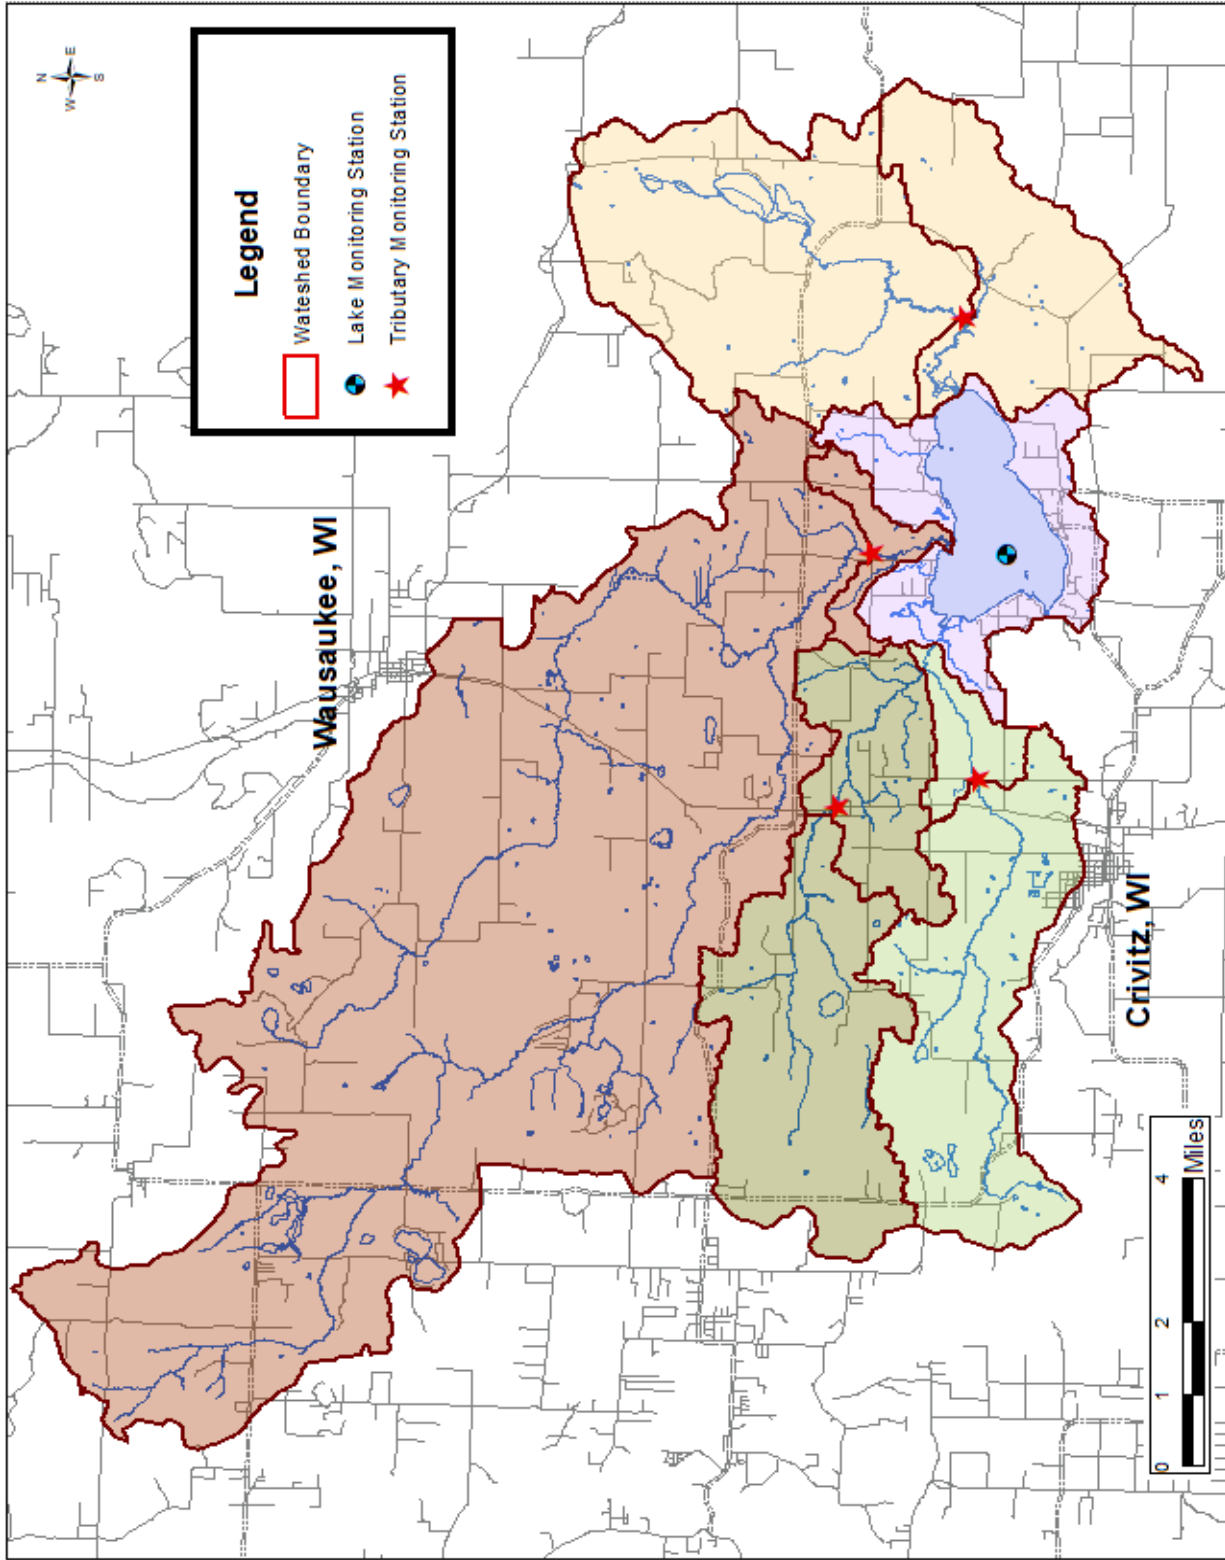 N
W E
S
Legend
Wateshed Boundary
Lake Monitoring Station
Tributary Monitoring Station
Wausaukee, WI
Crivitz, WI
0 1 2 4
Miles